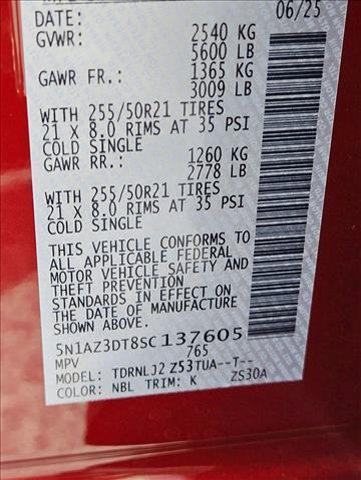 DATE: 06/25
GVWR: 2540 KG
5600 LB
GAWR FR.: 1365 KG
3009 LB
WITH 255/50R21 TIRES
21 X 8.0 RIMS AT 35 PSI
COLD SINGLE
GAWR RR.: 1260 KG
2778 LB
WITH 255/50R21 TIRES
21 X 8.0 RIMS AT 35 PSI
COLD SINGLE
THIS VEHICLE CONFORMS TO
ALL APPLICABLE FEDERAL
MOTOR VEHICLE SAFETY AND
THEFT PREVENTION
STANDARDS IN EFFECT ON
THE DATE OF MANUFACTURE
SHOWN ABOVE
5N1AZ3DT8SC137605
MPV 765
MODEL: TDRNLJ2 Z53TUA--T--
COLOR: NBL TRIM: K ZS30A